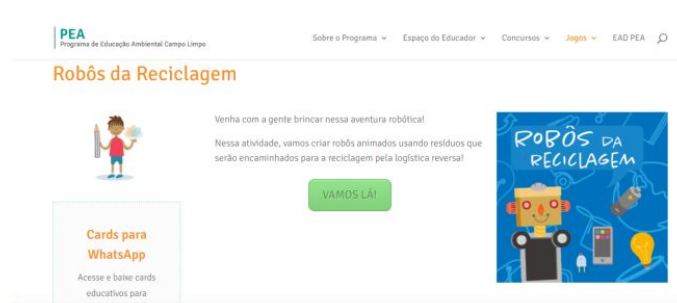 PEA
Programa de Educação Ambiental Campo Limpo
Sobre o Programa
Espaço do Educador
Concursos
Jogos
EAD PEA
Robôs da Reciclagem
Venha com a gente brincar nessa aventura robótica!
Nessa atividade, vamos criar robôs animados usando resíduos que
serão encaminhados para a reciclagem pela logística reversa!
VAMOS LÁ!
ROBÔS DA
RECICLAGEM
Cards para
WhatsApp
Acesse e baixe cards
educativos para